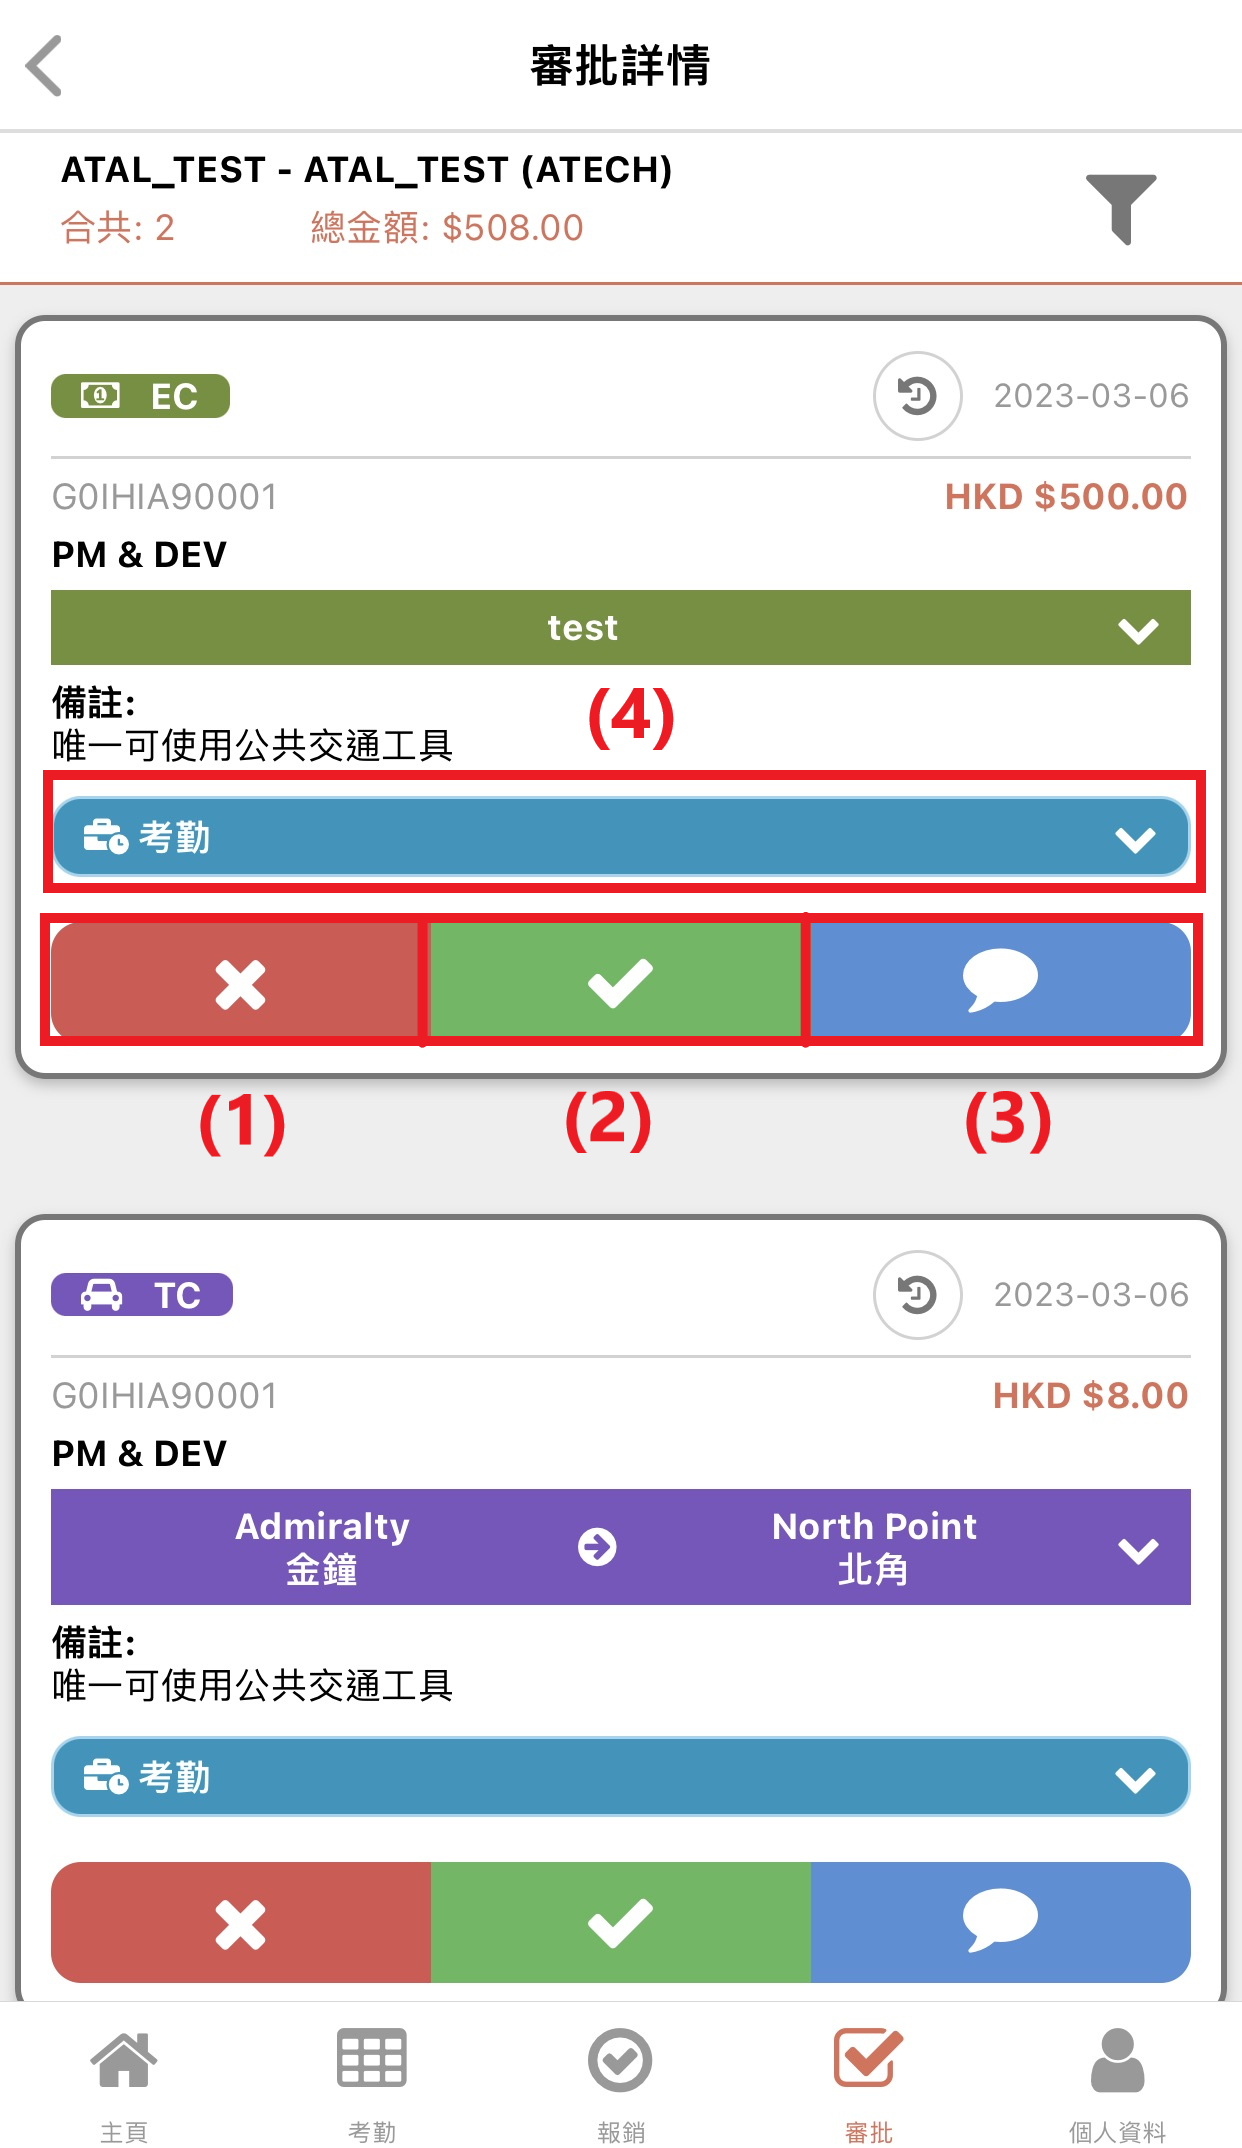 審批詳情
ATAL_TEST - ATAL_TEST (ATECH)
合共: 2 總金額: $508.00
EC 2023-03-06
G0IHIA90001 HKD $500.00
PM & DEV
test
備註:
(4)
唯一可使用公共交通工具
考勤
(1) (2) (3)
TC 2023-03-06
G0IHIA90001 HKD $8.00
PM & DEV
Admiralty North Point
金鐘 北角
備註:
唯一可使用公共交通工具
考勤
主頁 考勤 報銷 審批 個人資料